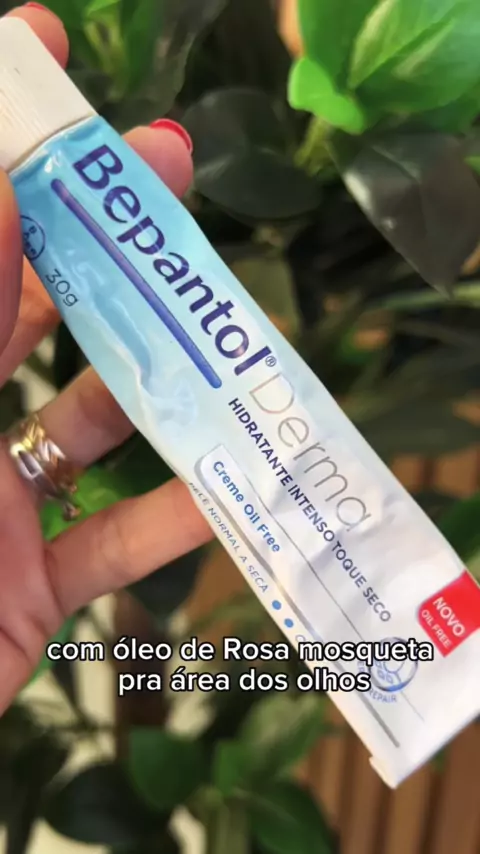 Bepantol®
Derma
30g
HIDRATANTE INTENSO TOQUE SECO
Creme Oil Free
PELE NORMAL A SECA
NOVO
OIL FREE
REPAIR
com óleo de Rosa mosqueta
pra área dos olhos